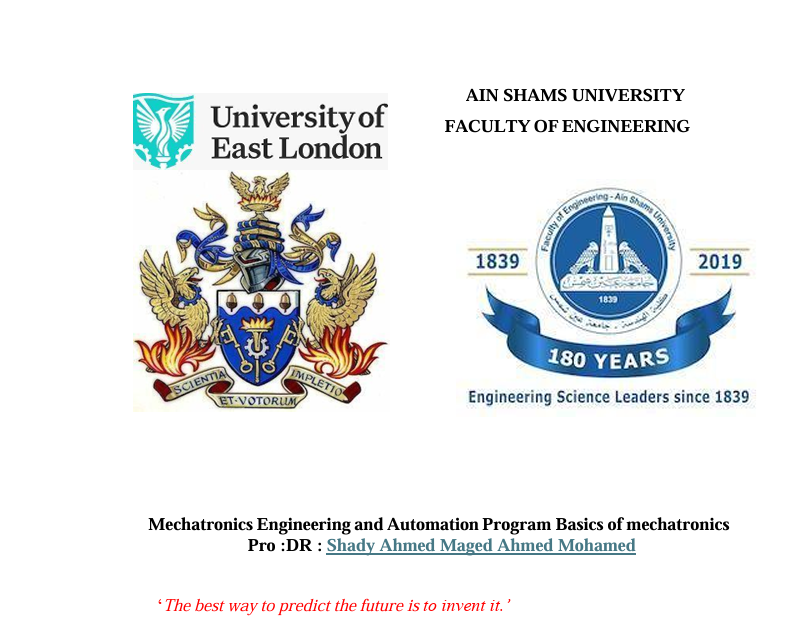 University of
East London
SCIENTIA
IMPLETIO
ET·VOTORUM
AIN SHAMS UNIVERSITY
FACULTY OF ENGINEERING
Faculty of Engineering - Ain Shams University
1839
2019
جامعة عين شمس
1839
كلية الهندسة - جامعة عين شمس
180 YEARS
Engineering Science Leaders since 1839
Mechatronics Engineering and Automation Program Basics of mechatronics
Pro :DR : Shady Ahmed Maged Ahmed Mohamed
‘The best way to predict the future is to invent it.’